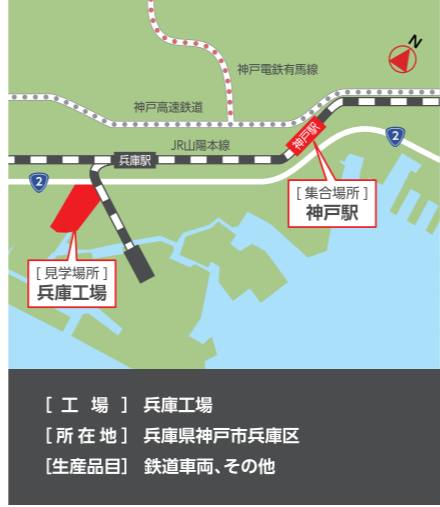 N
神戸電鉄有馬線
神戸高速鉄道
JR山陽本線
神戸駅
兵庫駅
2
2
[ 集合場所 ]
神戸駅
[ 見学場所 ]
兵庫工場
[ 工 場 ] 兵庫工場
[ 所 在 地 ] 兵庫県神戸市兵庫区
[生産品目] 鉄道車両、その他